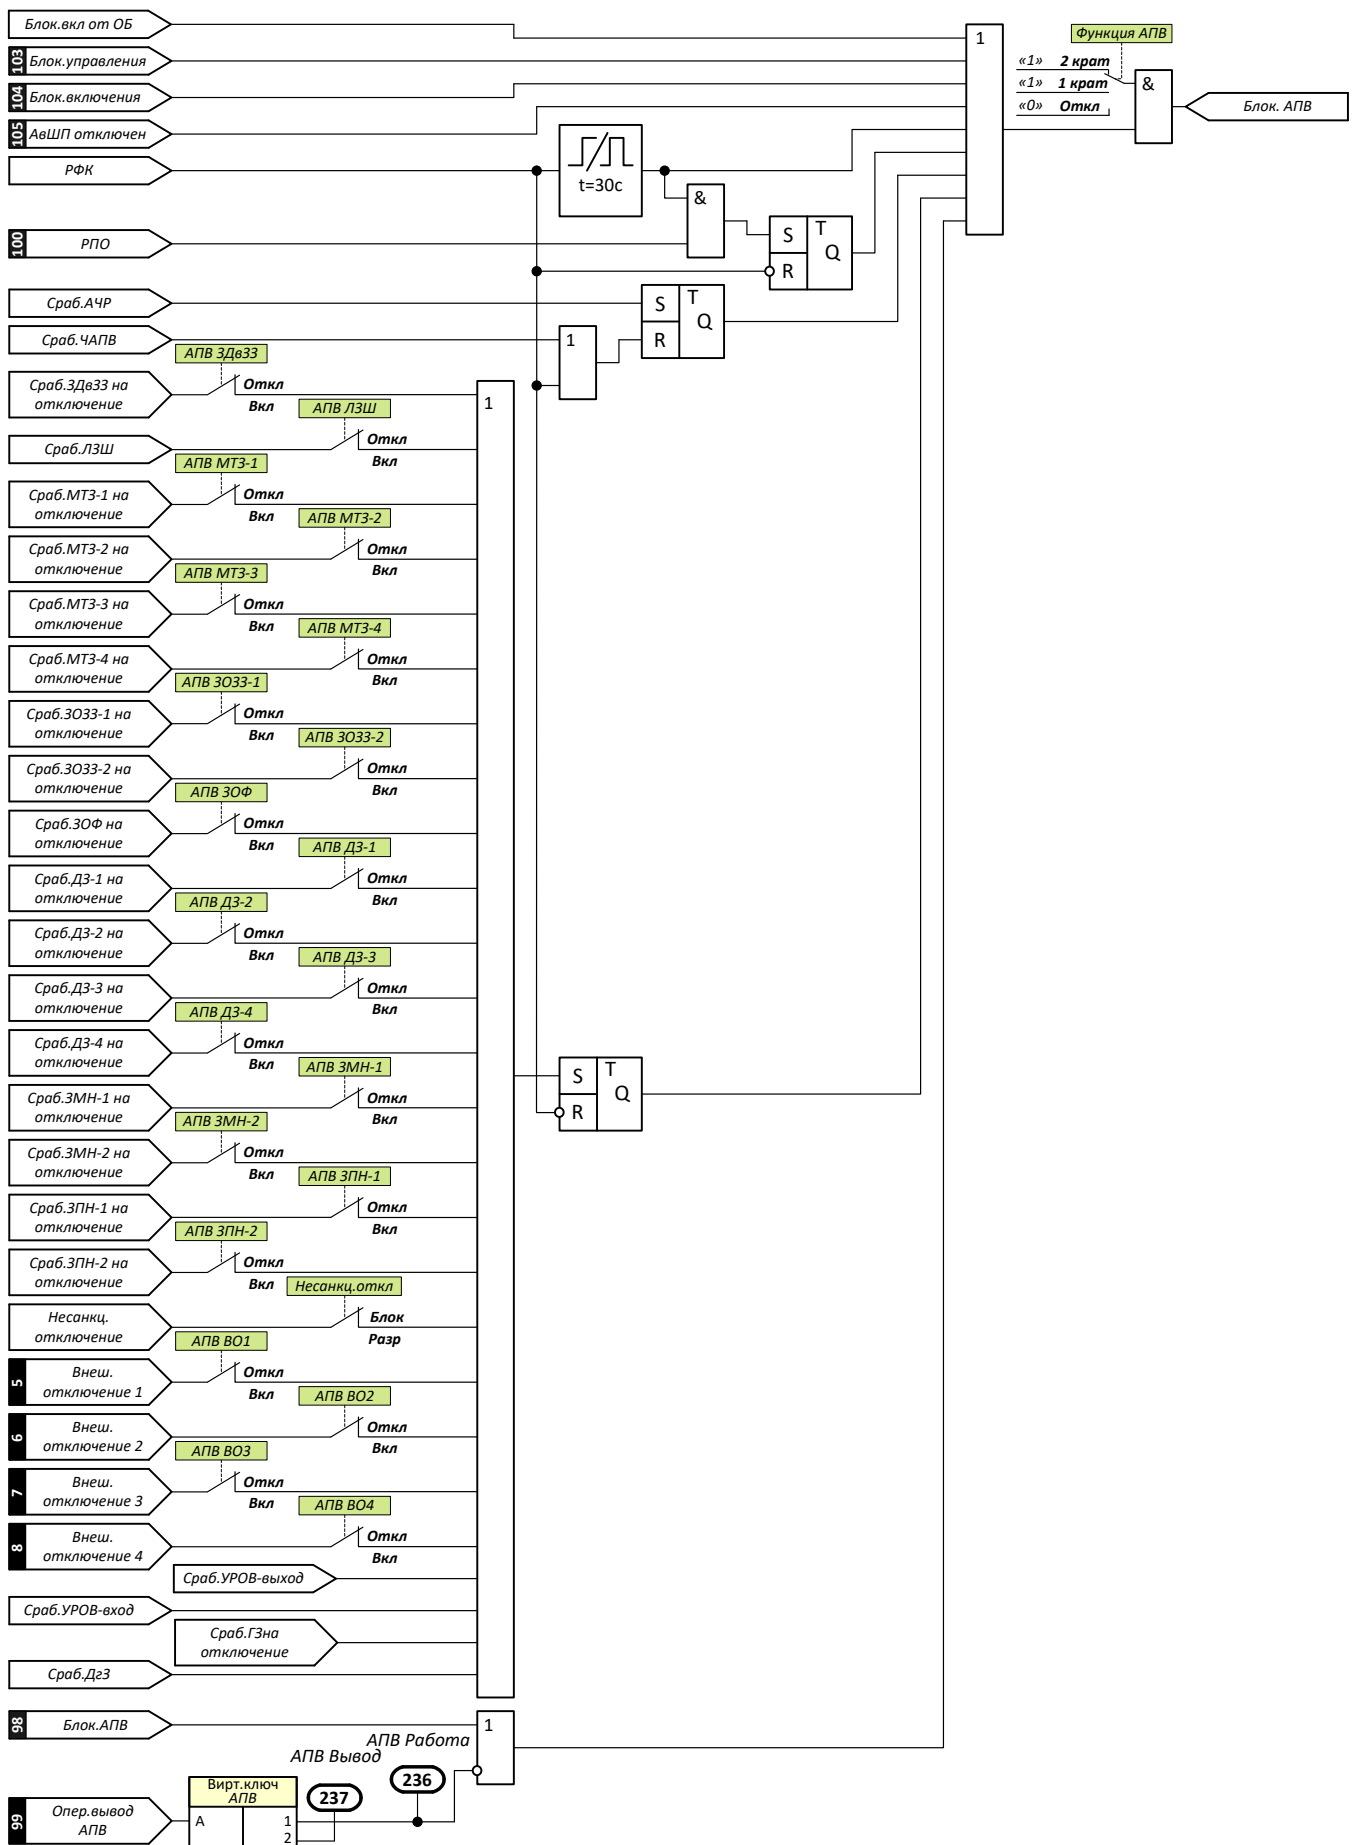 Блок.вкл от ОБ
103 Блок.управления
104 Блок.включения
105 АвШП отключен
РФК
100 РПО
Сраб.АЧР
Сраб.ЧАПВ
1
Функция АПВ
«1» 2 крат
«1» 1 крат
«0» Откл
&
Блок. АПВ
t=30с
&
S T
Q
R
S T
Q
R
1
АПВ ЗДвЗЗ
Сраб.ЗДвЗЗ на
отключение
Откл
Вкл
1
АПВ ЛЗШ
Сраб.ЛЗШ
Откл
Вкл
АПВ МТЗ-1
Сраб.МТЗ-1 на
отключение
Откл
Вкл
АПВ МТЗ-2
Сраб.МТЗ-2 на
отключение
Откл
Вкл
АПВ МТЗ-3
Сраб.МТЗ-3 на
отключение
Откл
Вкл
АПВ МТЗ-4
Сраб.МТЗ-4 на
отключение
Откл
Вкл
АПВ ЗОЗЗ-1
Сраб.ЗОЗЗ-1 на
отключение
Откл
Вкл
АПВ ЗОЗЗ-2
Сраб.ЗОЗЗ-2 на
отключение
Откл
Вкл
АПВ ЗОФ
Сраб.ЗОФ на
отключение
Откл
Вкл
АПВ ДЗ-1
Сраб.ДЗ-1 на
отключение
Откл
Вкл
АПВ ДЗ-2
Сраб.ДЗ-2 на
отключение
Откл
Вкл
АПВ ДЗ-3
Сраб.ДЗ-3 на
отключение
Откл
Вкл
АПВ ДЗ-4
Сраб.ДЗ-4 на
отключение
Откл
Вкл
АПВ ЗМН-1
Сраб.ЗМН-1 на
отключение
Откл
Вкл
S T
Q
R
АПВ ЗМН-2
Сраб.ЗМН-2 на
отключение
Откл
Вкл
АПВ ЗПН-1
Сраб.ЗПН-1 на
отключение
Откл
Вкл
АПВ ЗПН-2
Сраб.ЗПН-2 на
отключение
Откл
Вкл
Несанкц.откл
Несанкц.
отключение
Блок
Разр
АПВ ВО1
5 Внеш.
отключение 1
Откл
Вкл
АПВ ВО2
6 Внеш.
отключение 2
Откл
Вкл
АПВ ВО3
7 Внеш.
отключение 3
Откл
Вкл
АПВ ВО4
8 Внеш.
отключение 4
Откл
Вкл
Сраб.УРОВ-выход
Сраб.УРОВ-вход
Сраб.ГЗна
отключение
Сраб.ДгЗ
98 Блок.АПВ
1
АПВ Работа
АПВ Вывод
236
237
Вирт.ключ
АПВ
99 Опер.вывод
АПВ
A 1
2